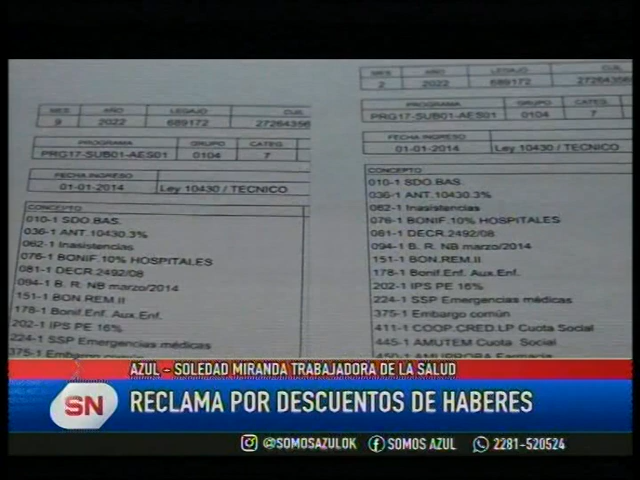 MES AÑO LEGAJO CUIL
9 2022 689172 27264356
PROGRAMA GRUPO CATEG.
PRG17-SUB01-AES01 0104 7
FECHA INGRESO
01-01-2014 Ley 10430 / TECNICO
CONCEPTO
010-1 SDO.BAS.
036-1 ANT.10430.3%
062-1 Inasistencias
076-1 BONIF.10% HOSPITALES
081-1 DECR.2492/08
094-1 B. R. NB marzo/2014
151-1 BON.REM.II
178-1 Bonif.Ent. Aux.Enf.
202-1 IPS PE 16%
224-1 SSP Emergencias médicas
375-1 Embargo común
MES AÑO LEGAJO CUIL
2 2022 689172 27264356
PROGRAMA GRUPO CATEG.
PRG17-SUB01-AES01 0104 7
FECHA INGRESO
01-01-2014 Ley 10430 / TECNICO
CONCEPTO
010-1 SDO.BAS.
036-1 ANT.10430.3%
062-1 Inasistencias
076-1 BONIF.10% HOSPITALES
081-1 DECR.2492/08
094-1 B. R. NB marzo/2014
151-1 BON.REM.II
178-1 Bonif.Enf. Aux.Enf.
202-1 IPS PE 16%
224-1 SSP Emergencias médicas
375-1 Embargo común
411-1 COOP.CRED.LP Cuota Social
445-1 AMUTEM Cuota Social
450-1 AMUPROBA Farmacia
AZUL – SOLEDAD MIRANDA TRABAJADORA DE LA SALUD
SN RECLAMA POR DESCUENTOS DE HABERES
@SOMOSAZULOK SOMOS AZUL 2281-520524